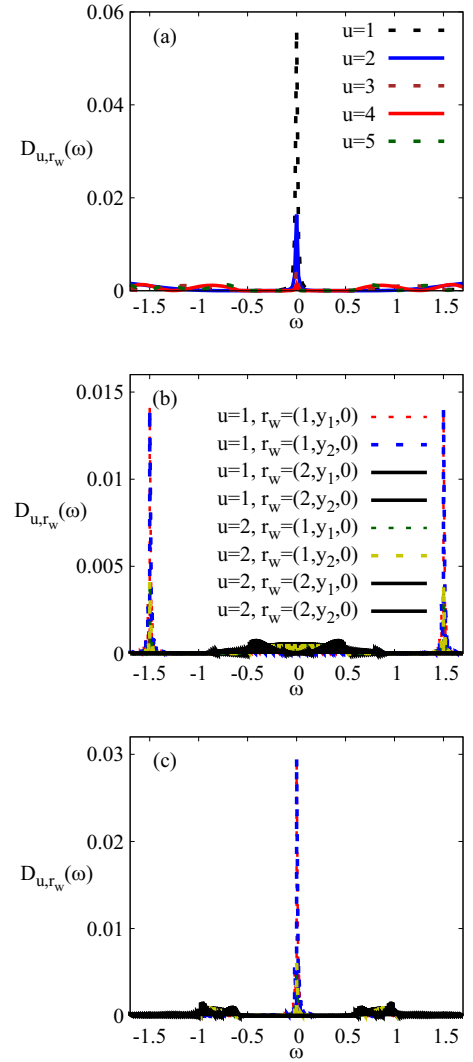 (a)
0.06
0.04
0.02
0
D_{u,r_w}(ω)
u=1
u=2
u=3
u=4
u=5
-1.5 -1 -0.5 0 0.5 1 1.5
ω
(b)
0.015
0.01
0.005
0
D_{u,r_w}(ω)
u=1, r_w=(1,y_1,0)
u=1, r_w=(1,y_2,0)
u=1, r_w=(2,y_1,0)
u=1, r_w=(2,y_2,0)
u=2, r_w=(1,y_1,0)
u=2, r_w=(1,y_2,0)
u=2, r_w=(2,y_1,0)
u=2, r_w=(2,y_2,0)
-1.5 -1 -0.5 0 0.5 1 1.5
ω
(c)
0.03
0.02
0.01
0
D_{u,r_w}(ω)
-1.5 -1 -0.5 0 0.5 1 1.5
ω